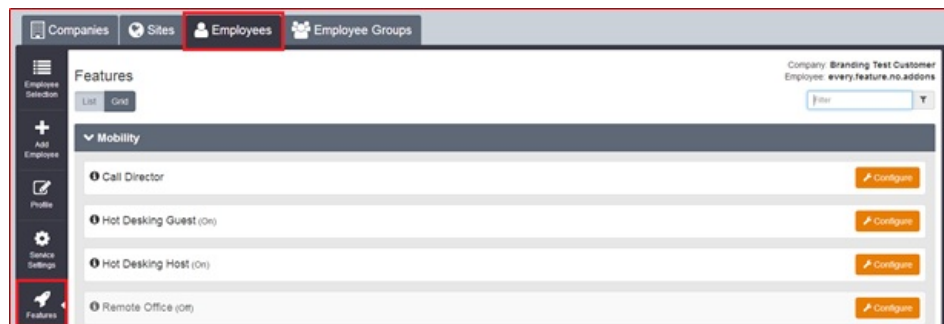 Companies Sites Employees Employee Groups
Employee Selection
Add Employee
Profile
Service Settings
Features
Features
List Grid
Company: Branding Test Customer
Employee: every.feature.no.addons
Filter
Mobility
Call Director Configure
Hot Desking Guest (On) Configure
Hot Desking Host (On) Configure
Remote Office (Off) Configure